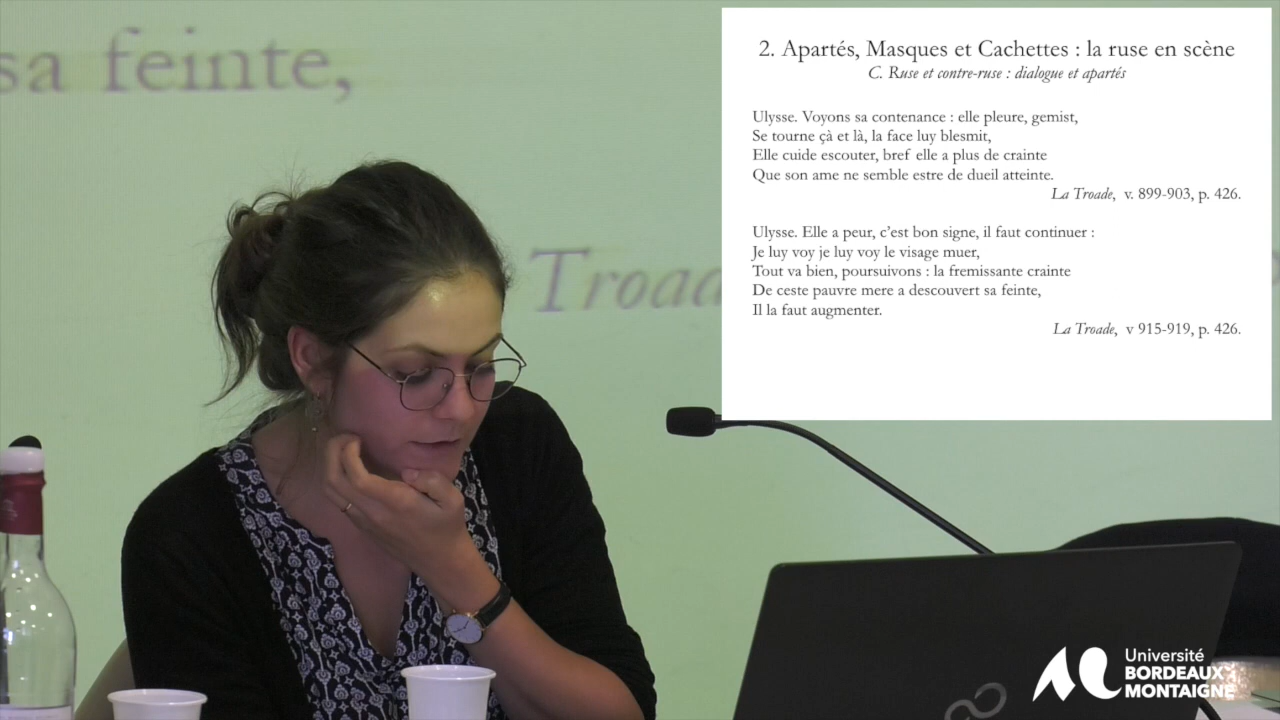 sa feinte,
Troad
2. Apartés, Masques et Cachettes : la ruse en scène
C. Ruse et contre-ruse : dialogue et apartés
Ulysse. Voyons sa contenance : elle pleure, gemist,
Se tourne çà et là, la face luy blesmit,
Elle cuide escouter, bref elle a plus de crainte
Que son ame ne semble estre de dueil atteinte.
La Troade, v. 899-903, p. 426.
Ulysse. Elle a peur, c'est bon signe, il faut continuer :
Je luy voy je luy voy le visage muer,
Tout va bien, poursuivons : la fremissante crainte
De ceste pauvre mere a descouvert sa feinte,
Il la faut augmenter.
La Troade, v 915-919, p. 426.
Université
BORDEAUX
MONTAIGNE